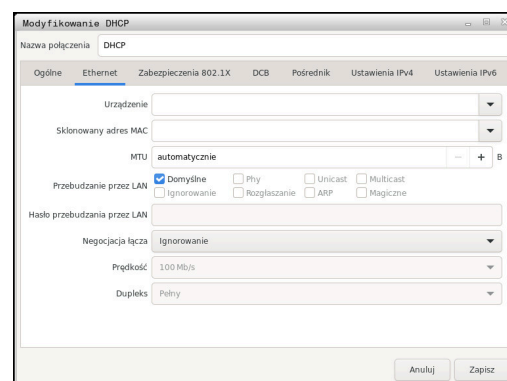 Modyfikowanie DHCP
Nazwa połączenia DHCP
Ogólne Ethernet Zabezpieczenia 802.1X DCB Pośrednik Ustawienia IPv4 Ustawienia IPv6
Urządzenie
Sklonowany adres MAC
MTU automatycznie − + B
Przebudzanie przez LAN Domyślne Phy Unicast Multicast
Ignorowanie Rozgłaszanie ARP Magiczne
Hasło przebudzania przez LAN
Negocjacja łącza Ignorowanie
Prędkość 100 Mb/s
Dupleks Pełny
Anuluj Zapisz